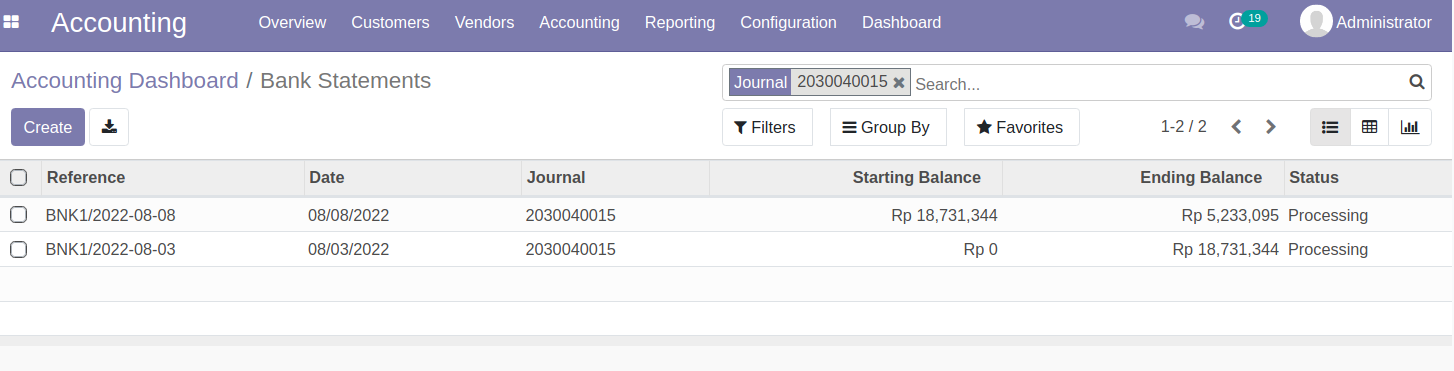 Accounting Overview Customers Vendors Accounting Reporting Configuration Dashboard 19 Administrator
Accounting Dashboard / Bank Statements
Journal 2030040015 Search...
Create Filters Group By Favorites 1-2 / 2
Reference Date Journal Starting Balance Ending Balance Status
BNK1/2022-08-08 08/08/2022 2030040015 Rp 18,731,344 Rp 5,233,095 Processing
BNK1/2022-08-03 08/03/2022 2030040015 Rp 0 Rp 18,731,344 Processing